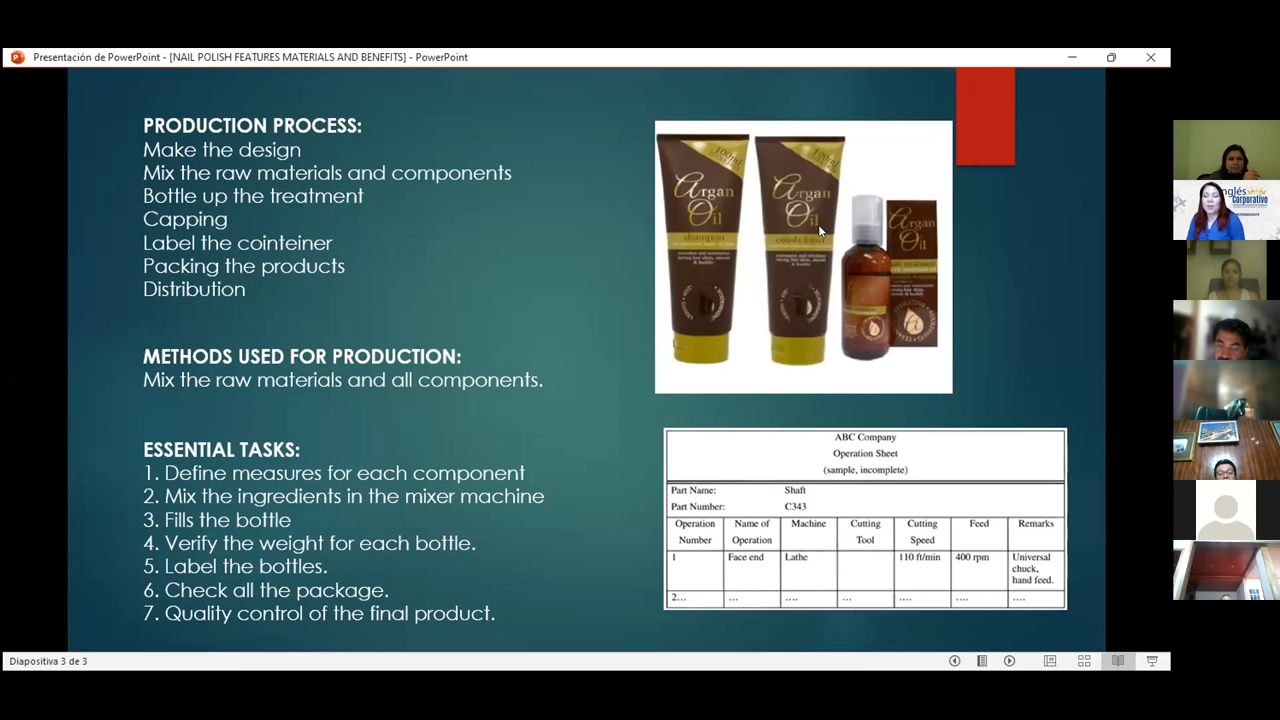 Presentación de PowerPoint - [NAIL POLISH FEATURES MATERIALS AND BENEFITS] - PowerPoint
PRODUCTION PROCESS:
Make the design
Mix the raw materials and components
Bottle up the treatment
Capping
Label the cointeiner
Packing the products
Distribution
METHODS USED FOR PRODUCTION:
Mix the raw materials and all components.
ESSENTIAL TASKS:
1. Define measures for each component
2. Mix the ingredients in the mixer machine
3. Fills the bottle
4. Verify the weight for each bottle.
5. Label the bottles.
6. Check all the package.
7. Quality control of the final product.
100ml
Argan
Oil
shampoo
100ml
Argan
Oil
conditioner
Argan
Oil
ABC Company
Operation Sheet
(sample, incomplete)
Part Name: Shaft
Part Number: C343
Operation Number Name of Operation Machine Cutting Tool Cutting Speed Feed Remarks
1 Face end Lathe 110 ft/min 400 rpm Universal chuck, hand feed.
2... ... .... ... .... .... ....
Inglés
Corporativo
Diapositiva 3 de 3